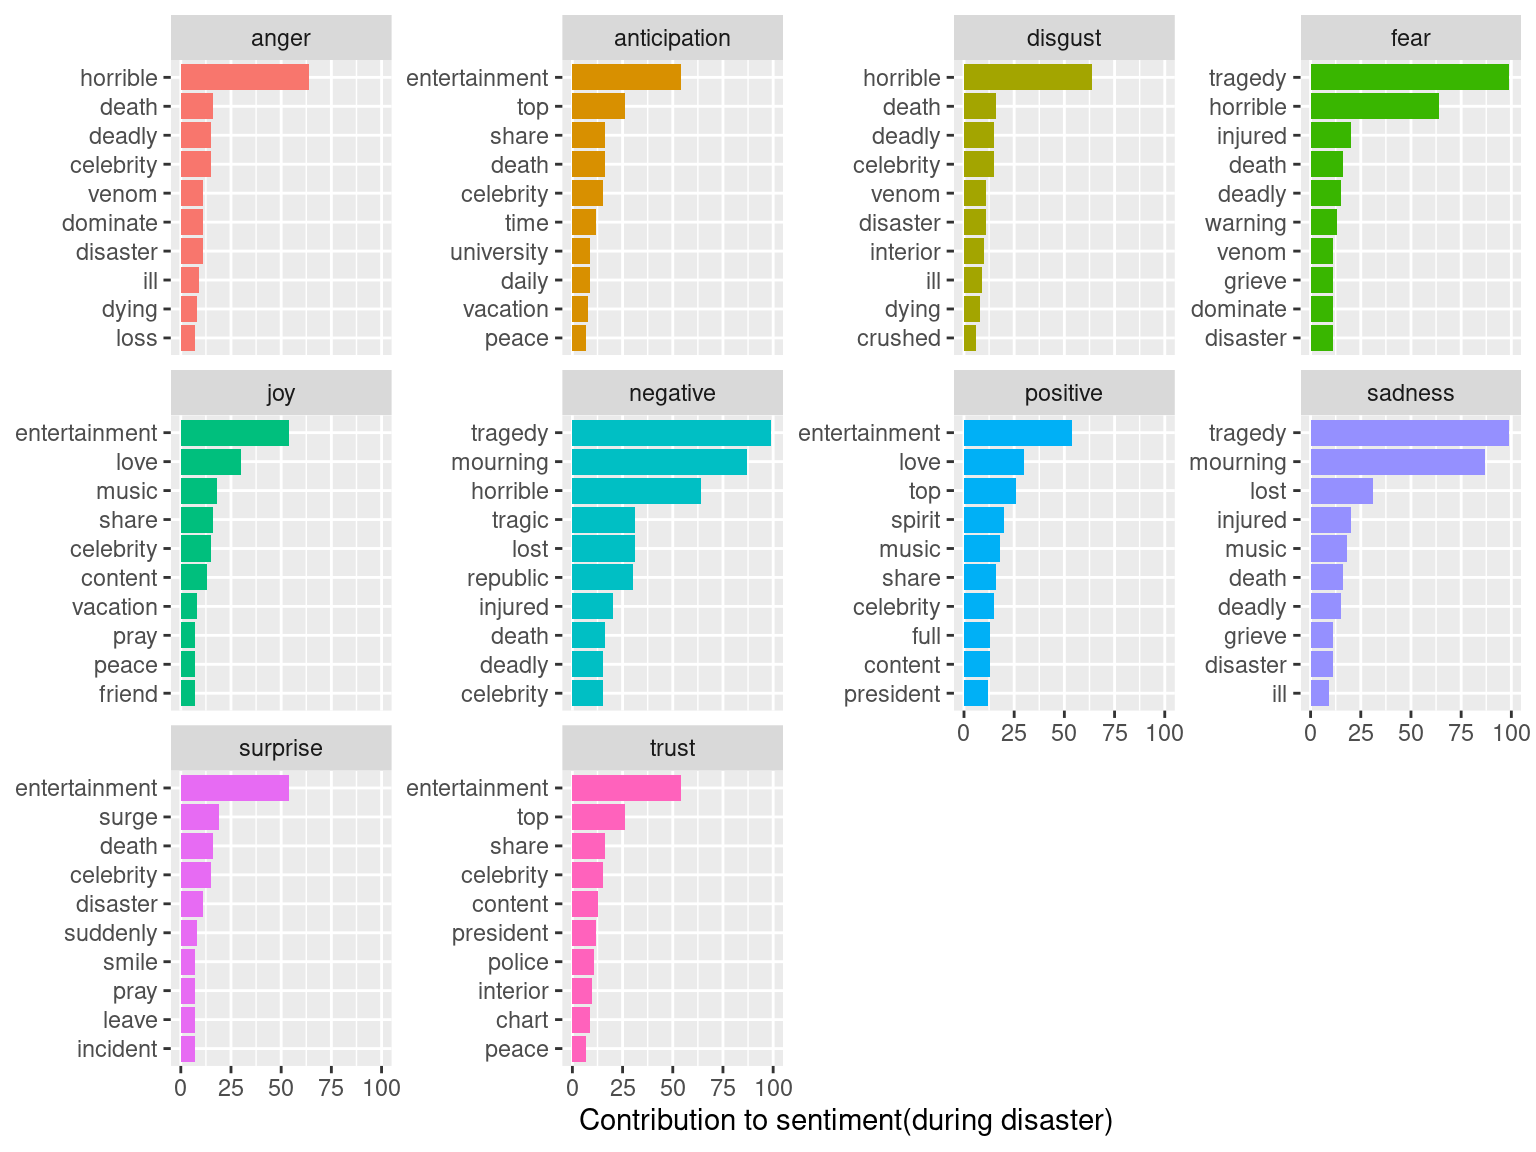 anger
horrible
death
deadly
celebrity
venom
dominate
disaster
ill
dying
loss
anticipation
entertainment
top
share
death
celebrity
time
university
daily
vacation
peace
disgust
horrible
death
deadly
celebrity
venom
disaster
interior
ill
dying
crushed
fear
tragedy
horrible
injured
death
deadly
warning
venom
grieve
dominate
disaster
joy
entertainment
love
music
share
celebrity
content
vacation
pray
peace
friend
negative
tragedy
mourning
horrible
tragic
lost
republic
injured
death
deadly
celebrity
positive
entertainment
love
top
spirit
music
share
celebrity
full
content
president
0 25 50 75 100
sadness
tragedy
mourning
lost
injured
music
death
deadly
grieve
disaster
ill
0 25 50 75 100
surprise
entertainment
surge
death
celebrity
disaster
suddenly
smile
pray
leave
incident
0 25 50 75 100
trust
entertainment
top
share
celebrity
content
president
police
interior
chart
peace
0 25 50 75 100
Contribution to sentiment(during disaster)